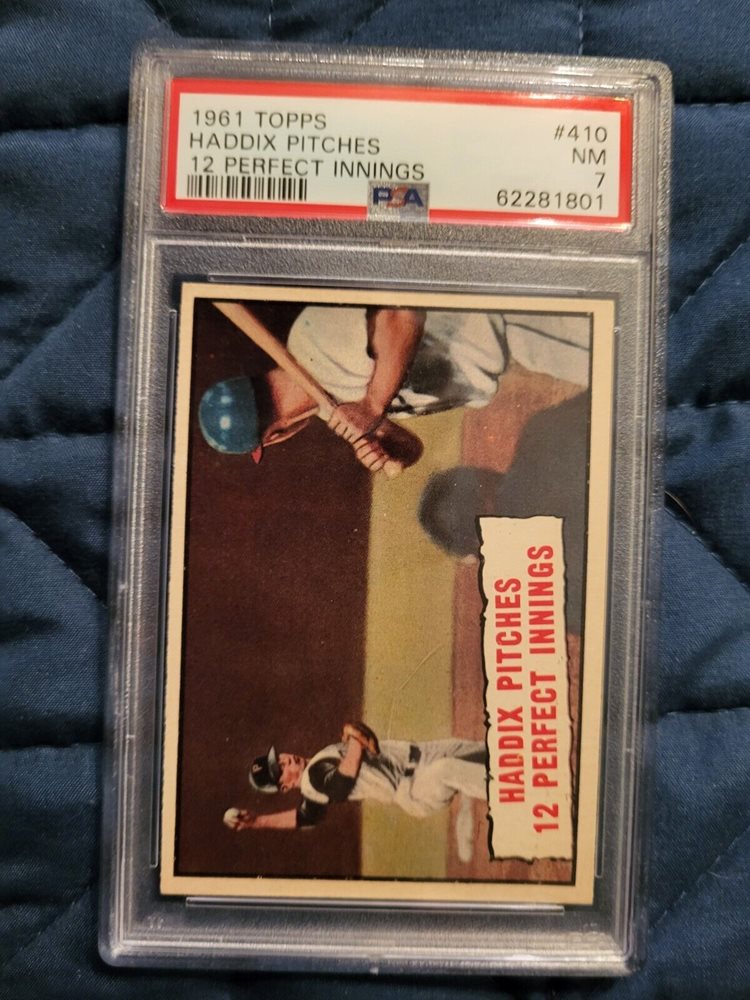 1961 TOPPS
HADDIX PITCHES
12 PERFECT INNINGS
#410
NM
7
62281801
PSA
HADDIX PITCHES
12 PERFECT INNINGS
P